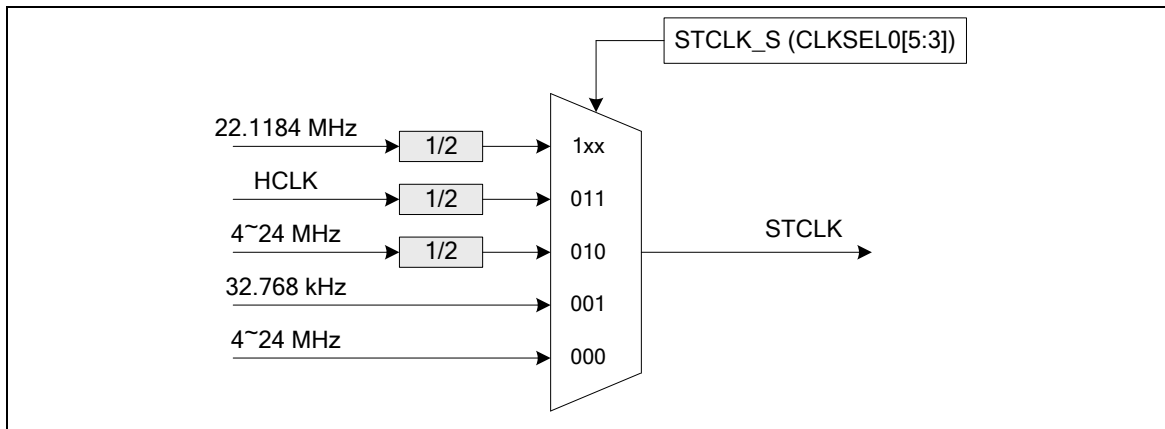 STCLK_S (CLKSEL0[5:3])
22.1184 MHz
1/2
1xx
HCLK
1/2
011
4~24 MHz
1/2
010
STCLK
32.768 kHz
001
4~24 MHz
000